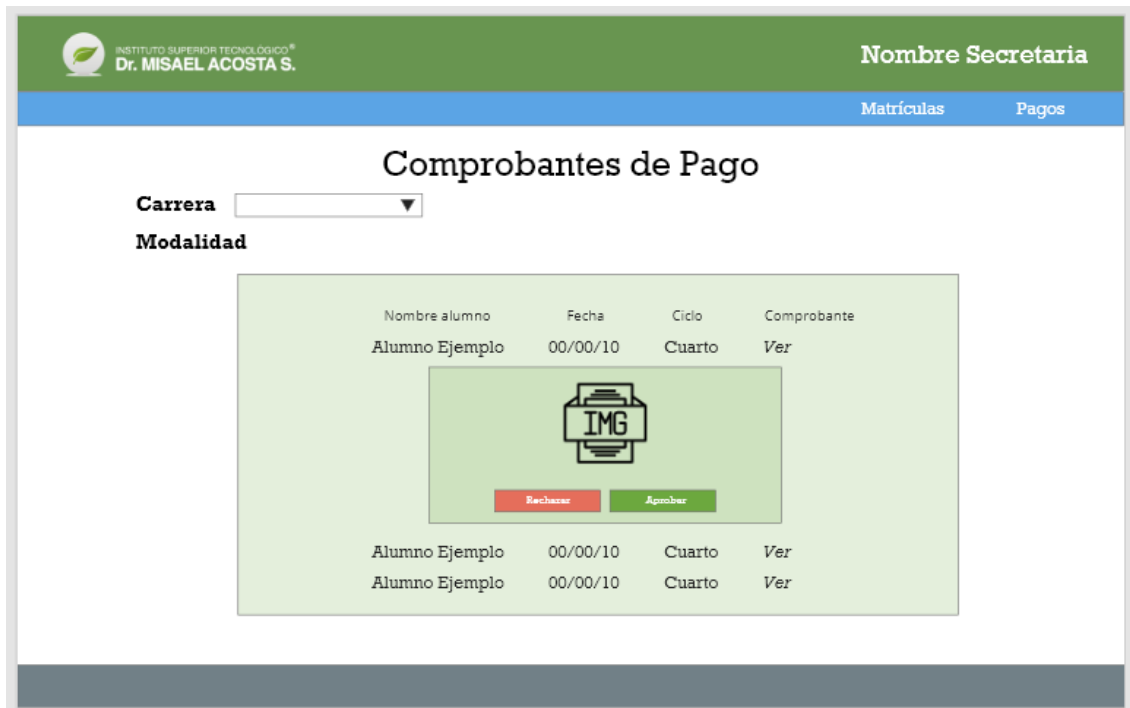 INSTITUTO SUPERIOR TECNOLÓGICO®
Dr. MISAEL ACOSTA S.
Nombre Secretaria
Matrículas Pagos
Comprobantes de Pago
Carrera
Modalidad
Nombre alumno Fecha Ciclo Comprobante
Alumno Ejemplo 00/00/10 Cuarto Ver
IMG
Rechazar Aprobar
Alumno Ejemplo 00/00/10 Cuarto Ver
Alumno Ejemplo 00/00/10 Cuarto Ver